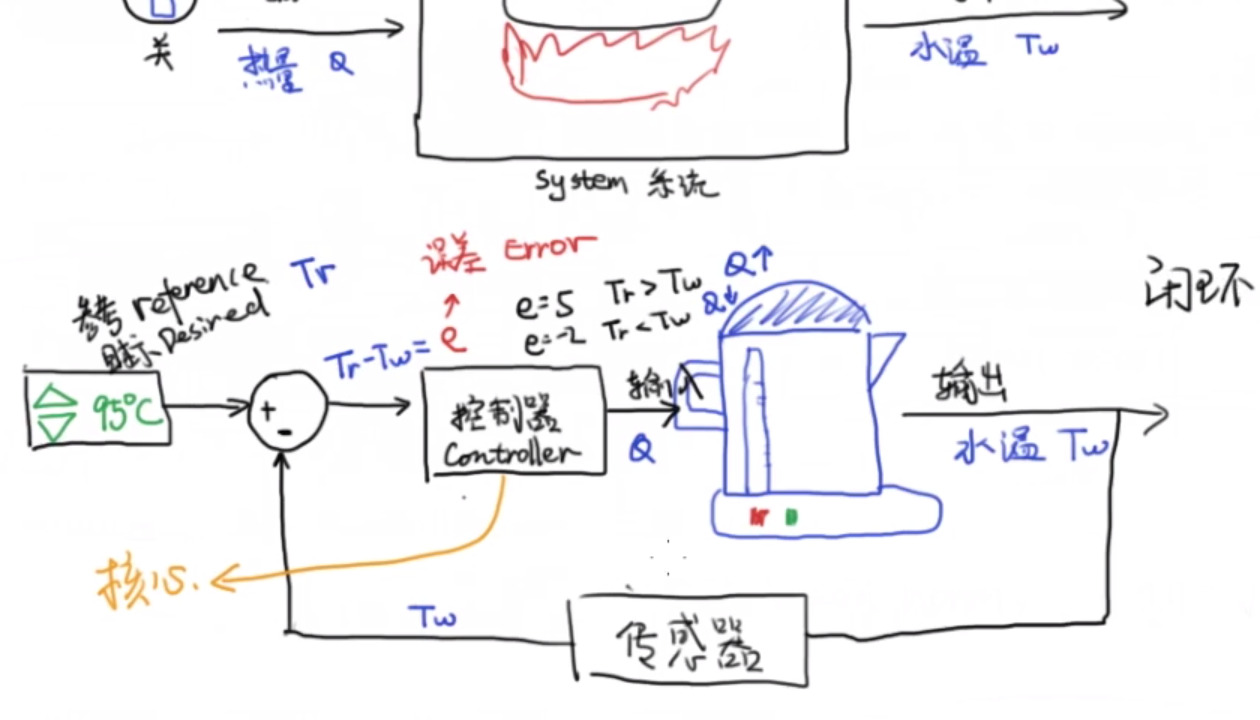 关
热量 Q
水温 Tw
System 系统
误差 Error
Q↑
Q↓
参考 reference Tr
目标 Desired
e=5 Tr>Tw
e=-2 Tr<Tw
闭环
Tr-Tw=e
95°C
+
-
控制器
Controller
输入
Q
输出
水温 Tw
核心.
Tw
传感器